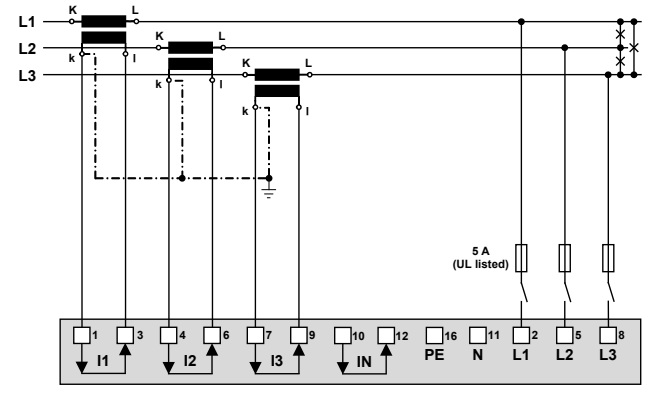 K L
L1
K L
L2
k l
K L
L3
k l
k l
5 A
(UL listed)
1 3 4 6 7 9 10 12 16 11 2 5 8
I1 I2 I3 IN PE N L1 L2 L3